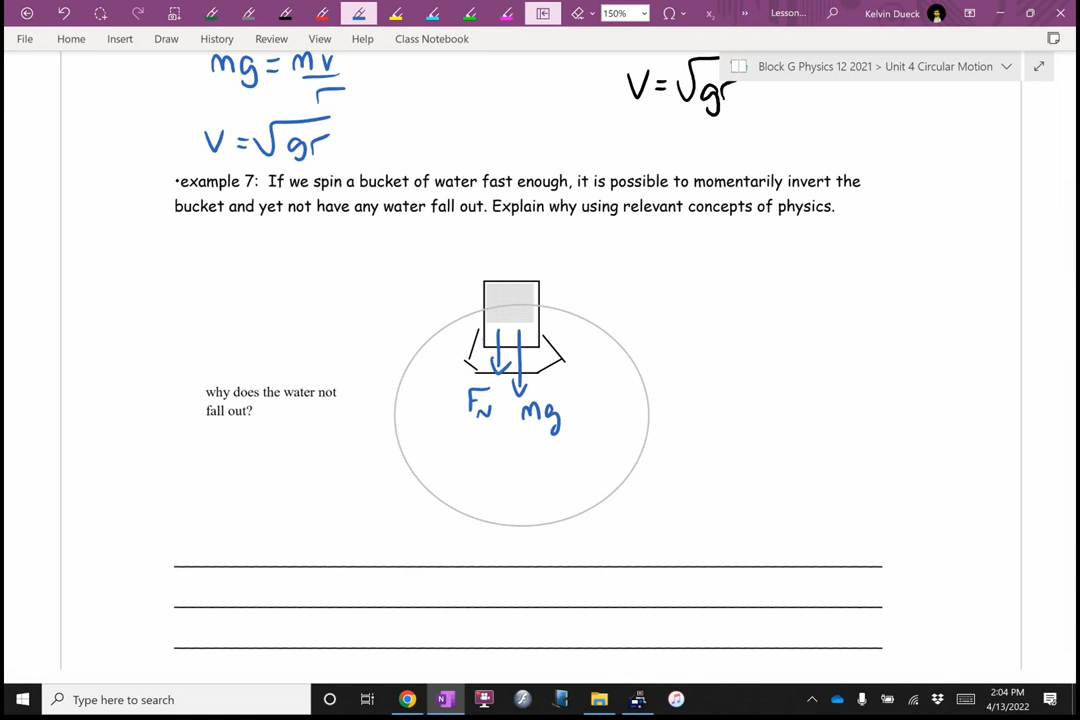 150%
Lesson...
Kelvin Dueck
File Home Insert Draw History Review View Help Class Notebook
Block G Physics 12 2021 > Unit 4 Circular Motion
mg = mv
r
V = √gr
V = √gr
•example 7: If we spin a bucket of water fast enough, it is possible to momentarily invert the
bucket and yet not have any water fall out. Explain why using relevant concepts of physics.
why does the water not
fall out?
FN mg
Type here to search
2:04 PM
4/13/2022